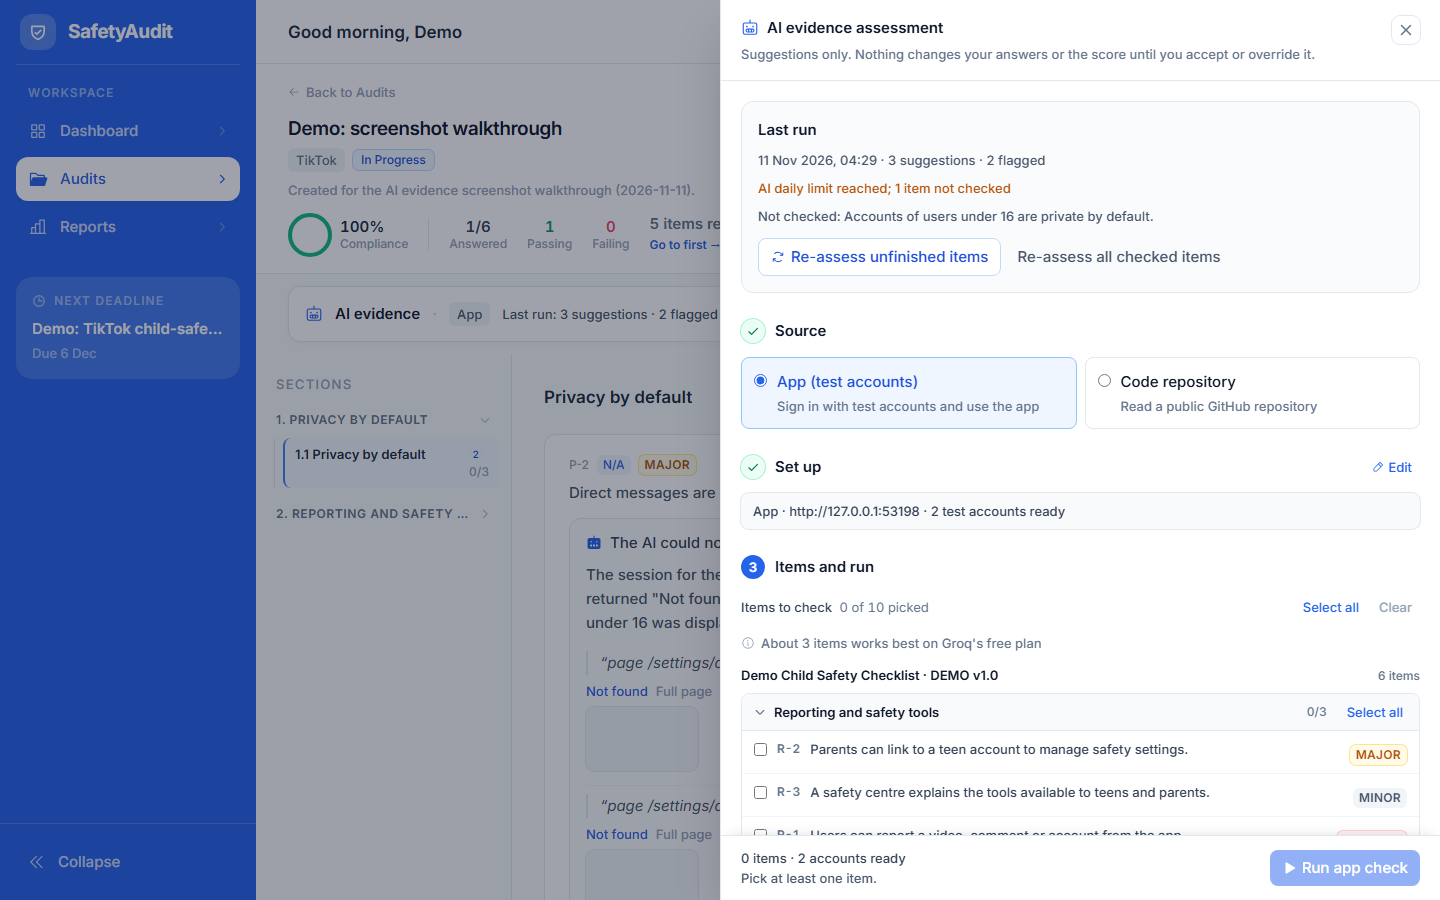 SafetyAudit
WORKSPACE
Dashboard
Audits
Reports
NEXT DEADLINE
Demo: TikTok child-safe...
Due 6 Dec
Collapse
Good morning, Demo
Back to Audits
Demo: screenshot walkthrough
TikTok In Progress
Created for the AI evidence screenshot walkthrough (2026-11-11).
100% Compliance
1/6 Answered
1 Passing
0 Failing
5 items re
Go to first →
AI evidence · App Last run: 3 suggestions · 2 flagged
SECTIONS
1. PRIVACY BY DEFAULT
1.1 Privacy by default 2
0/3
2. REPORTING AND SAFETY ...
Privacy by default
P-2 N/A MAJOR
Direct messages are
The AI could no
The session for the
returned "Not foun
under 16 was displ
“page /settings/
Not found Full page
“page /settings/
Not found Full page
AI evidence assessment
Suggestions only. Nothing changes your answers or the score until you accept or override it.
Last run
11 Nov 2026, 04:29 · 3 suggestions · 2 flagged
AI daily limit reached; 1 item not checked
Not checked: Accounts of users under 16 are private by default.
Re-assess unfinished items Re-assess all checked items
Source
App (test accounts)
Sign in with test accounts and use the app
Code repository
Read a public GitHub repository
Set up Edit
App · http://127.0.0.1:53198 · 2 test accounts ready
3 Items and run
Items to check 0 of 10 picked Select all Clear
About 3 items works best on Groq's free plan
Demo Child Safety Checklist · DEMO v1.0 6 items
Reporting and safety tools 0/3 Select all
R-2 Parents can link to a teen account to manage safety settings. MAJOR
R-3 A safety centre explains the tools available to teens and parents. MINOR
R-1 Users can report a video, comment or account from the app.
0 items · 2 accounts ready
Pick at least one item.
Run app check